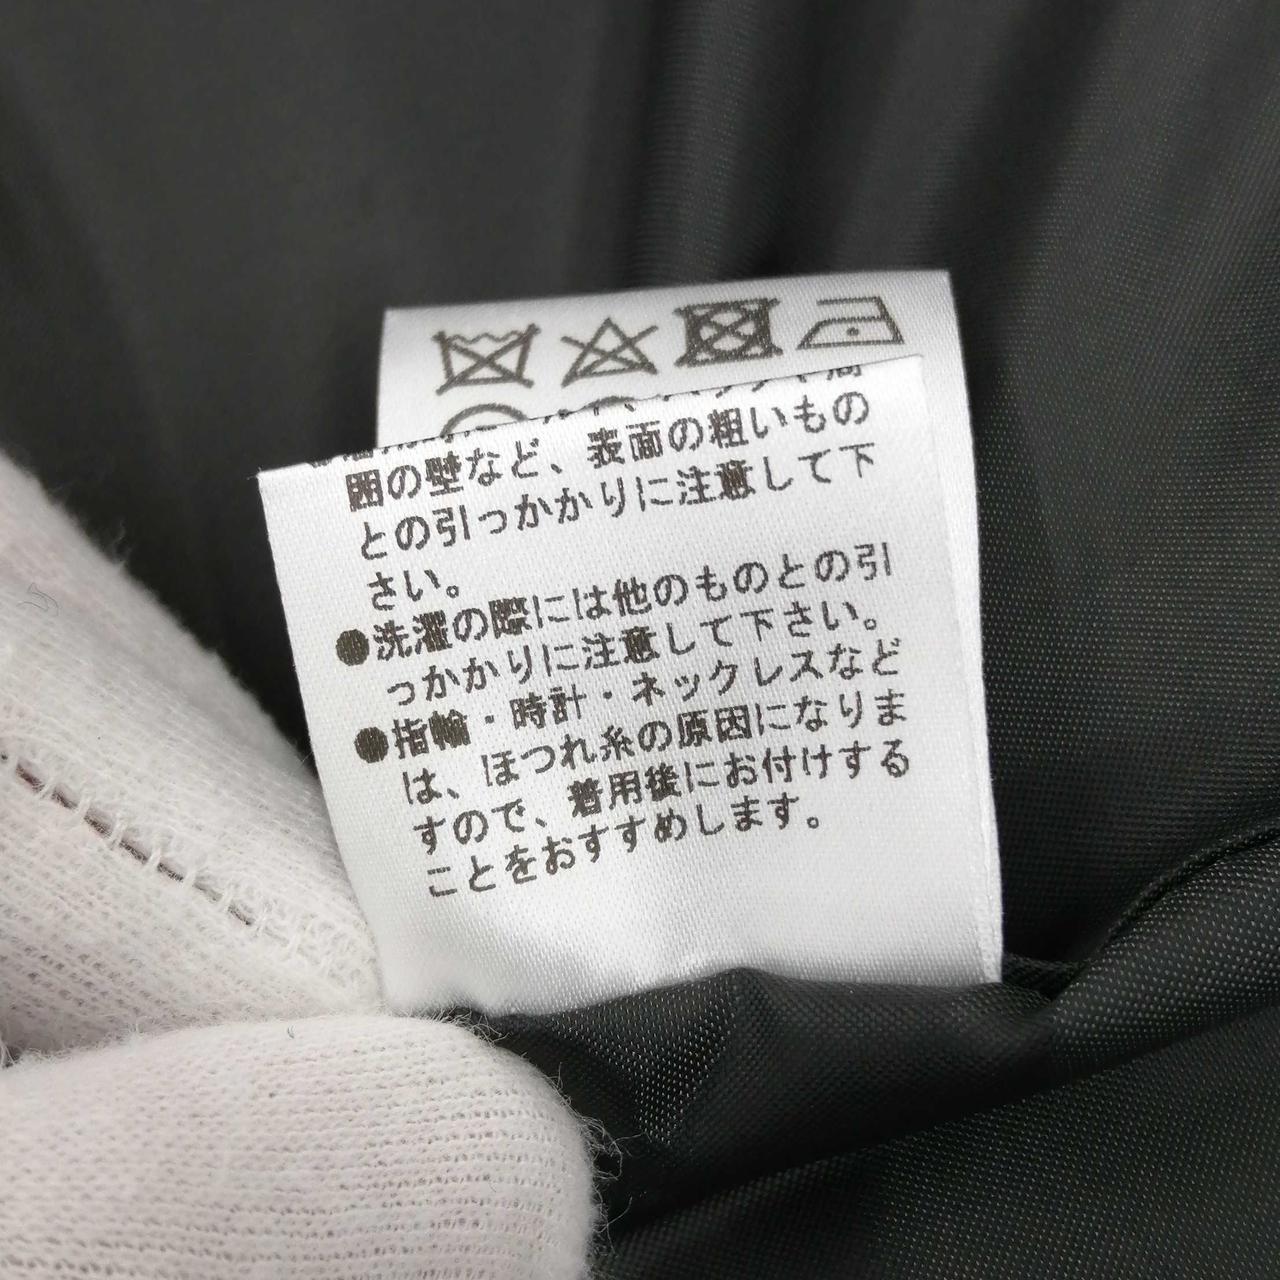 囲の壁など、表面の粗いもの
との引っかかりに注意して下
さい。
●洗濯の際には他のものとの引
っかかりに注意して下さい。
●指輪・時計・ネックレスなど
は、ほつれ糸の原因になりま
すので、着用後にお付けする
ことをおすすめします。